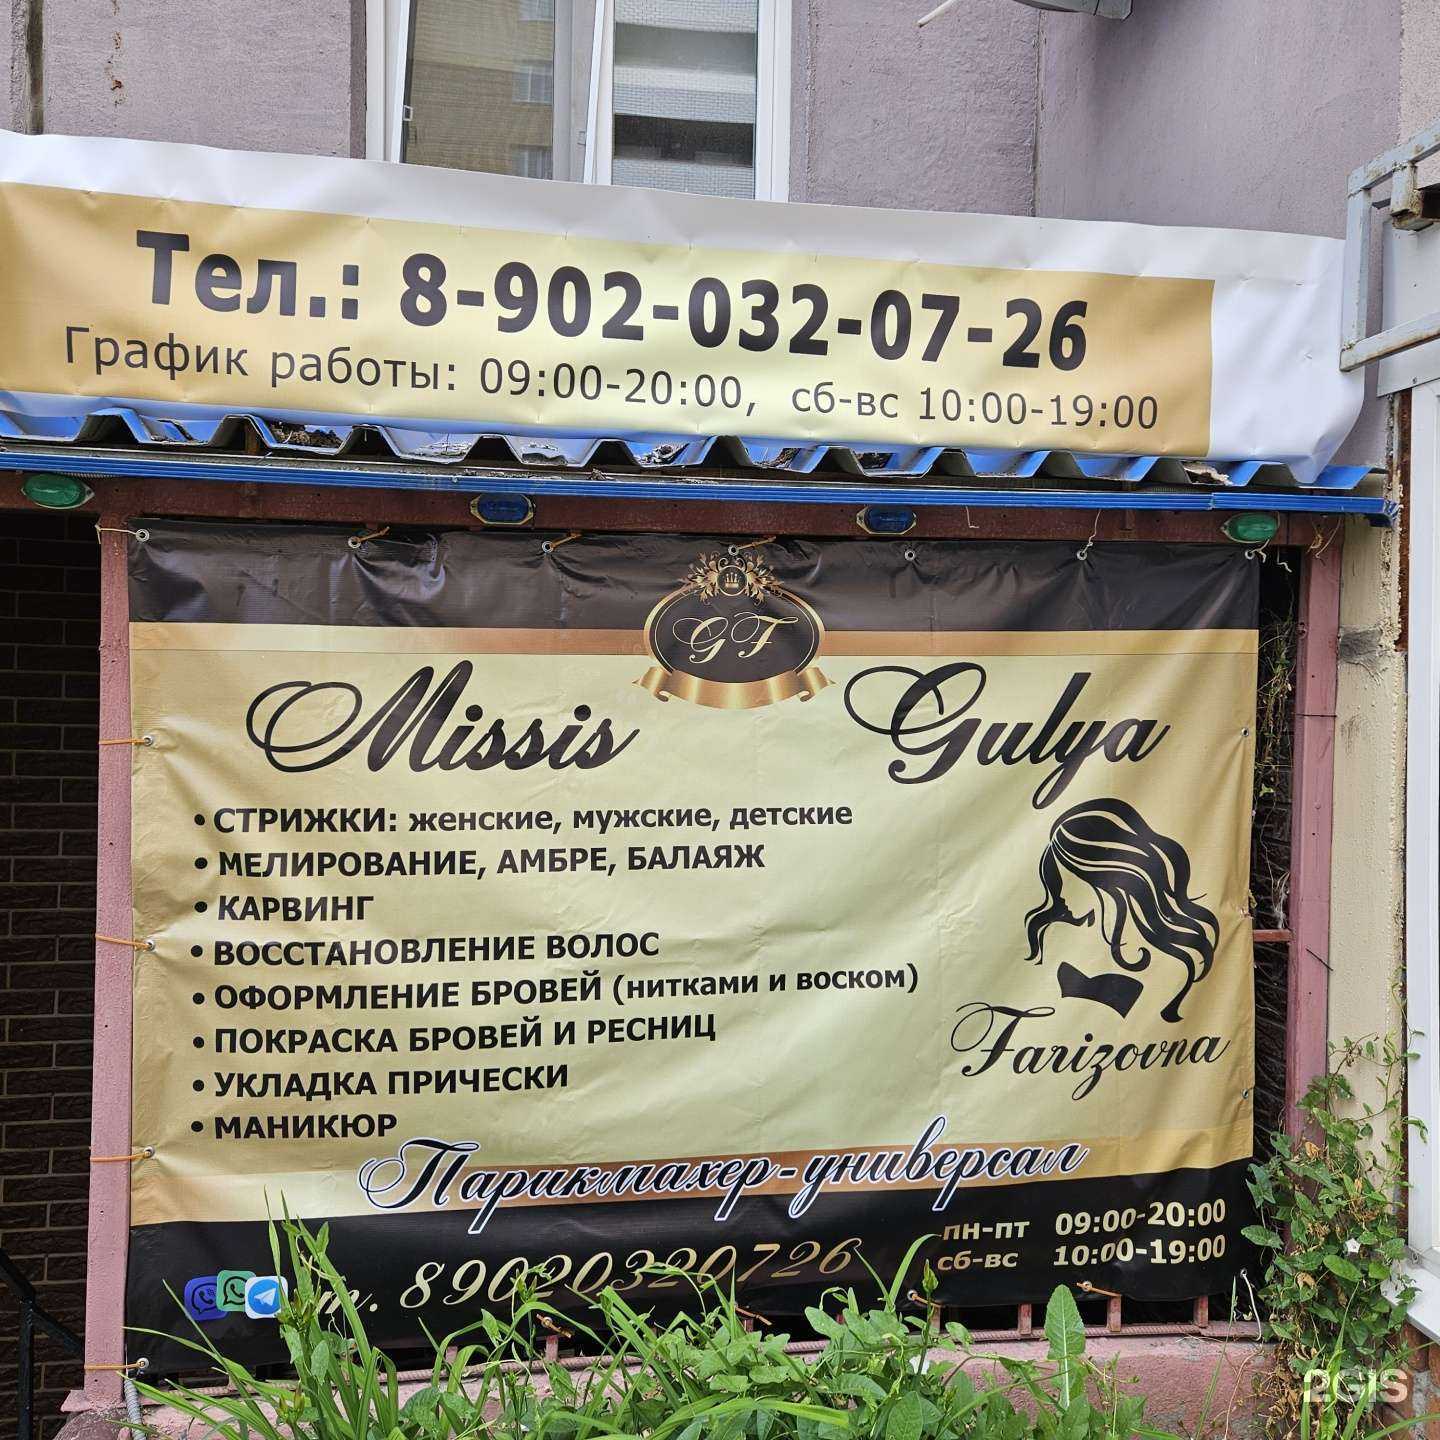 Тел.: 8-902-032-07-26
График работы: 09:00-20:00, сб-вс 10:00-19:00
GF
Missis Gulya
• СТРИЖКИ: женские, мужские, детские
• МЕЛИРОВАНИЕ, АМБРЕ, БАЛАЯЖ
• КАРВИНГ
• ВОССТАНОВЛЕНИЕ ВОЛОС
• ОФОРМЛЕНИЕ БРОВЕЙ (нитками и воском)
• ПОКРАСКА БРОВЕЙ И РЕСНИЦ
• УКЛАДКА ПРИЧЕСКИ
• МАНИКЮР
Farizovna
Парикмахер-универсал
пн-пт 09:00-20:00
сб-вс 10:00-19:00
т. 89020320726
2GIS